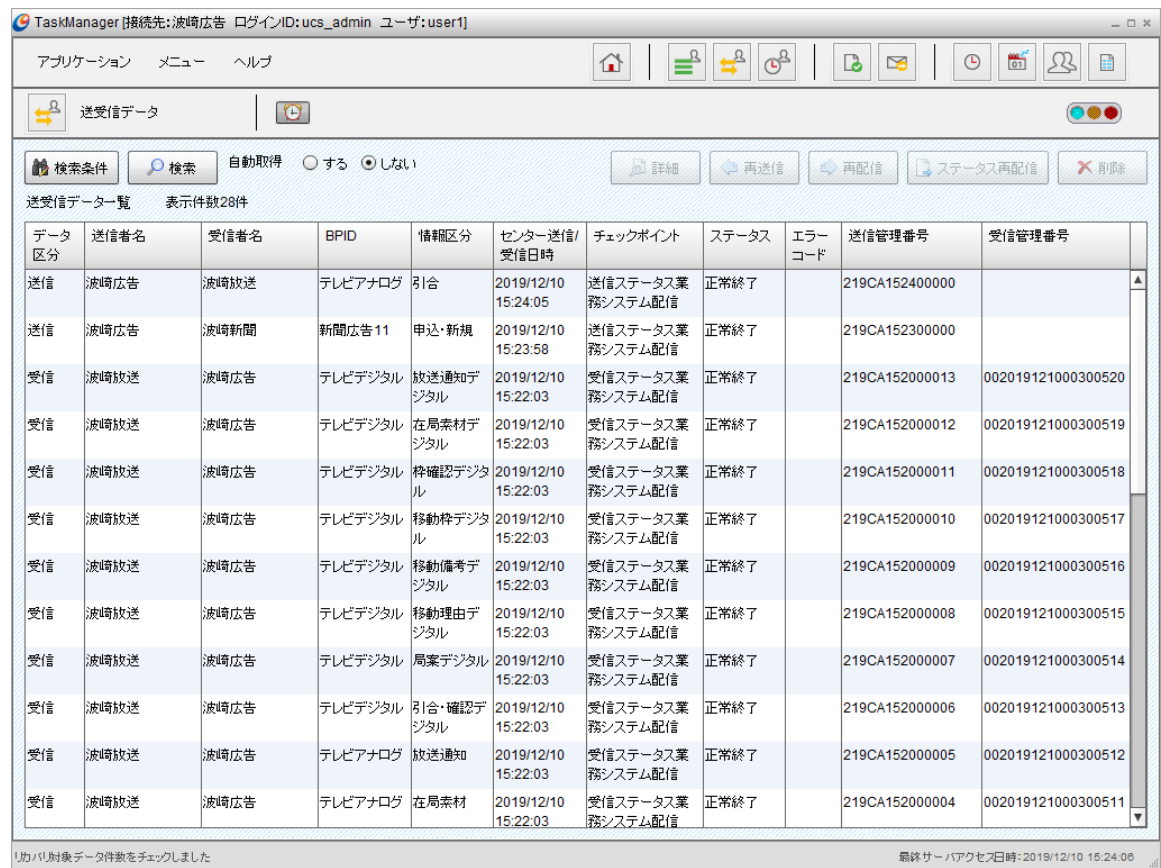 TaskManager [接続先:波崎広告 ログインID:ucs_admin ユーザ:user1]
アプリケーション メニュー ヘルプ
01
送受信データ
検索条件 検索 自動取得 する しない 詳細 再送信 再配信 ステータス再配信 削除
送受信データ一覧 表示件数28件
データ 送信者名 受信者名 BPID 情報区分 センター送信/ チェックポイント ステータス エラー 送信管理番号 受信管理番号
区分 受信日時 コード
送信 波崎広告 波崎放送 テレビアナログ 引合 2019/12/10 送信ステータス業 正常終了 219CA152400000
15:24:05 務システム配信
送信 波崎広告 波崎新聞 新聞広告11 申込・新規 2019/12/10 送信ステータス業 正常終了 219CA152300000
15:23:58 務システム配信
受信 波崎放送 波崎広告 テレビデジタル 放送通知デ 2019/12/10 受信ステータス業 正常終了 219CA152000013 002019121000300520
ジタル 15:22:03 務システム配信
受信 波崎放送 波崎広告 テレビデジタル 在局素材デ 2019/12/10 受信ステータス業 正常終了 219CA152000012 002019121000300519
ジタル 15:22:03 務システム配信
受信 波崎放送 波崎広告 テレビデジタル 枠確認デジタ 2019/12/10 受信ステータス業 正常終了 219CA152000011 002019121000300518
ル 15:22:03 務システム配信
受信 波崎放送 波崎広告 テレビデジタル 移動枠デジタ 2019/12/10 受信ステータス業 正常終了 219CA152000010 002019121000300517
ル 15:22:03 務システム配信
受信 波崎放送 波崎広告 テレビデジタル 移動備考デ 2019/12/10 受信ステータス業 正常終了 219CA152000009 002019121000300516
ジタル 15:22:03 務システム配信
受信 波崎放送 波崎広告 テレビデジタル 移動理由デ 2019/12/10 受信ステータス業 正常終了 219CA152000008 002019121000300515
ジタル 15:22:03 務システム配信
受信 波崎放送 波崎広告 テレビデジタル 局案デジタル 2019/12/10 受信ステータス業 正常終了 219CA152000007 002019121000300514
15:22:03 務システム配信
受信 波崎放送 波崎広告 テレビデジタル 引合・確認デ 2019/12/10 受信ステータス業 正常終了 219CA152000006 002019121000300513
ジタル 15:22:03 務システム配信
受信 波崎放送 波崎広告 テレビアナログ 放送通知 2019/12/10 受信ステータス業 正常終了 219CA152000005 002019121000300512
15:22:03 務システム配信
受信 波崎放送 波崎広告 テレビアナログ 在局素材 2019/12/10 受信ステータス業 正常終了 219CA152000004 002019121000300511
15:22:03 務システム配信
リカバリ対象データ件数をチェックしました 最終サーバアクセス日時:2019/12/10 15:24:06